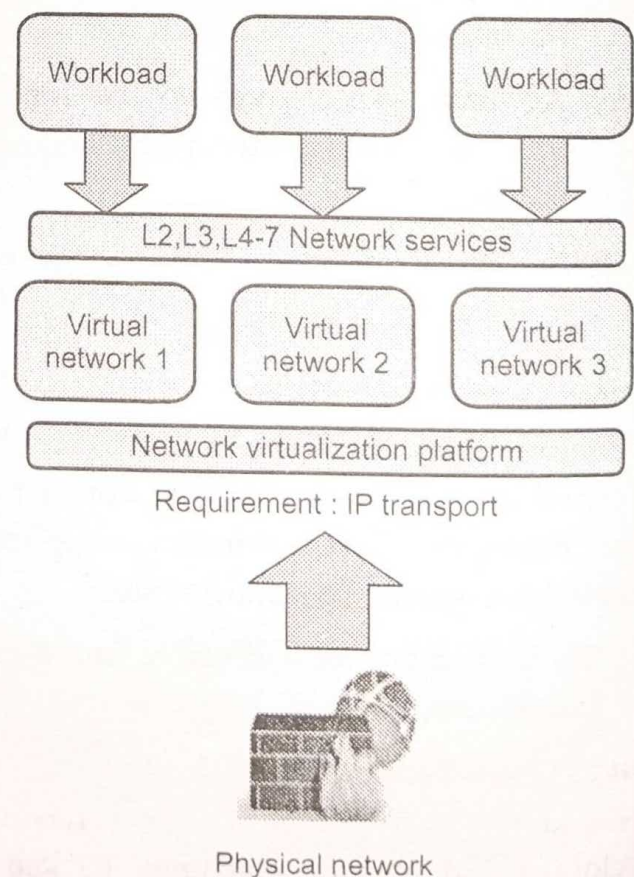 Workload Workload Workload
L2,L3,L4-7 Network services
Virtual network 1
Virtual network 2
Virtual network 3
Network virtualization platform
Requirement : IP transport
Physical network